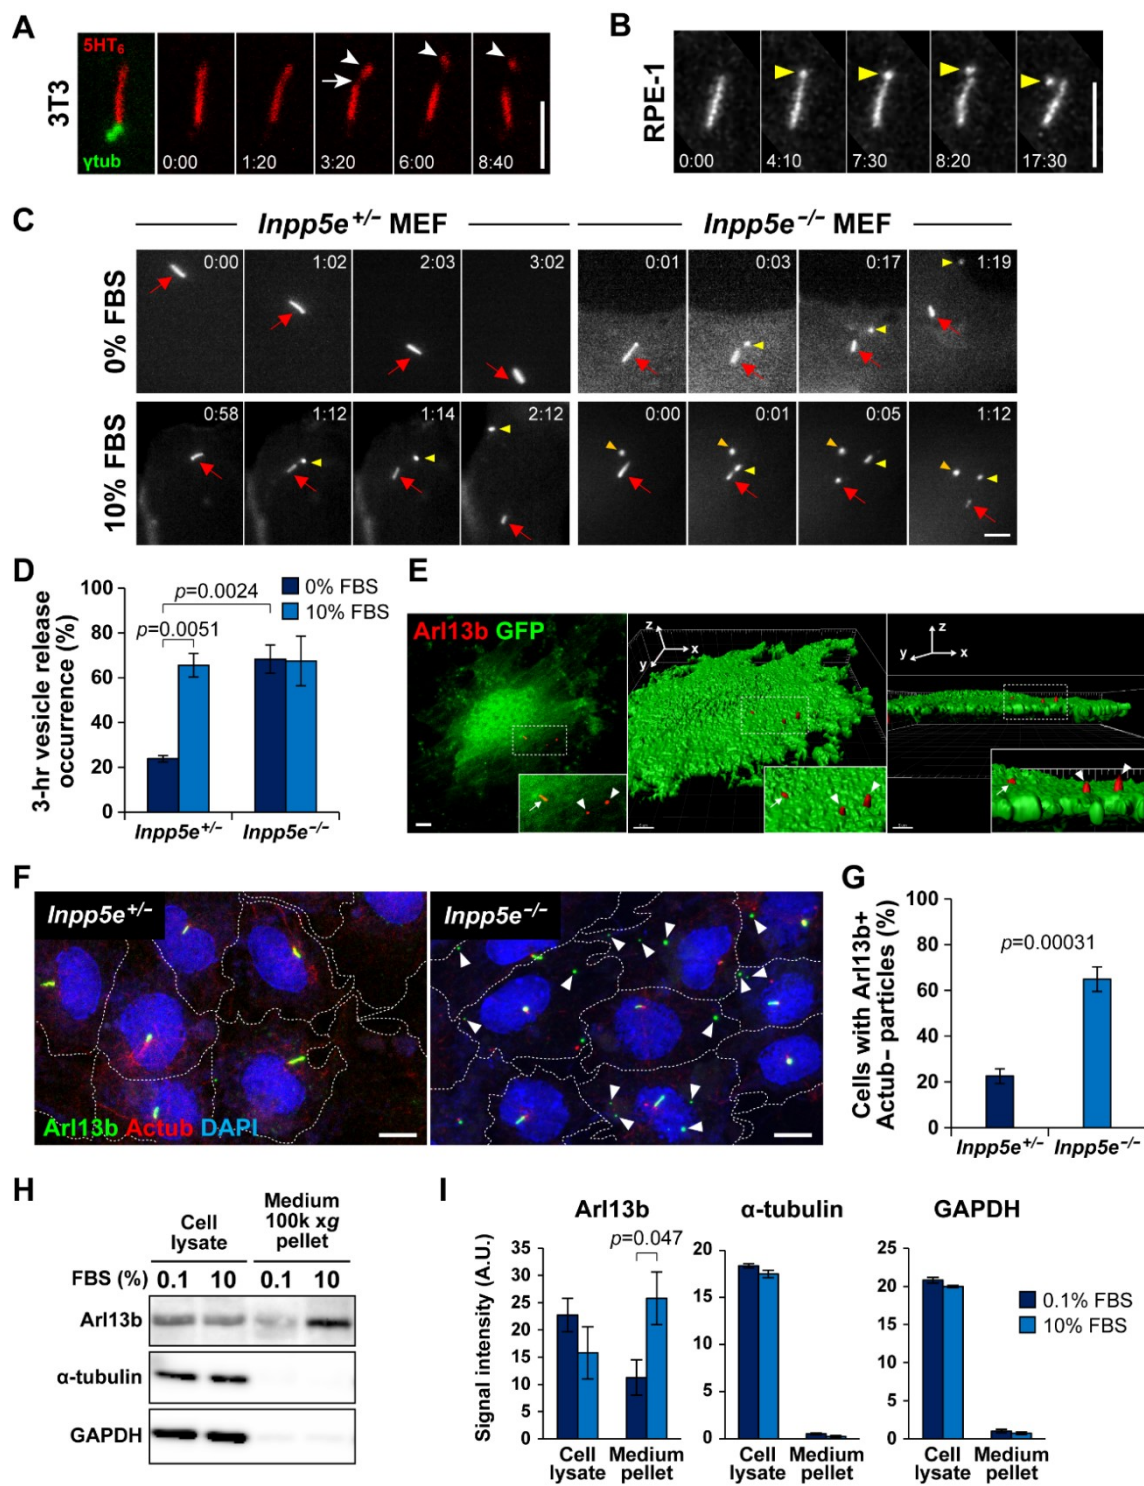 A
3T3
5HT6
γtub
0:00
1:20
3:20
6:00
8:40
B
RPE-1
0:00
4:10
7:30
8:20
17:30
C
Inpp5e+/− MEF
Inpp5e−/− MEF
0% FBS
0:00
1:02
2:03
3:02
0:01
0:03
0:17
1:19
10% FBS
0:58
1:12
1:14
2:12
0:00
0:01
0:05
1:12
D
3-hr vesicle release
occurrence (%)
100
80
60
40
20
0
p=0.0024
p=0.0051
0% FBS
10% FBS
Inpp5e+/−
Inpp5e−/−
E
Arl13b GFP
z
x
y
z
y
x
F
Inpp5e+/−
Inpp5e−/−
Arl13b Actub DAPI
G
Cells with Arl13b+
Actub− particles (%)
100
80
60
40
20
0
p=0.00031
Inpp5e+/−
Inpp5e−/−
H
Cell
lysate
Medium
100k xg
pellet
FBS (%) 0.1 10 0.1 10
Arl13b
α-tubulin
GAPDH
I
Arl13b
α-tubulin
GAPDH
Signal intensity (A.U.)
35
30
25
20
15
10
5
0
p=0.047
Cell
lysate
Medium
pellet
20
15
10
5
0
Cell
lysate
Medium
pellet
25
20
15
10
5
0
Cell
lysate
Medium
pellet
0.1% FBS
10% FBS